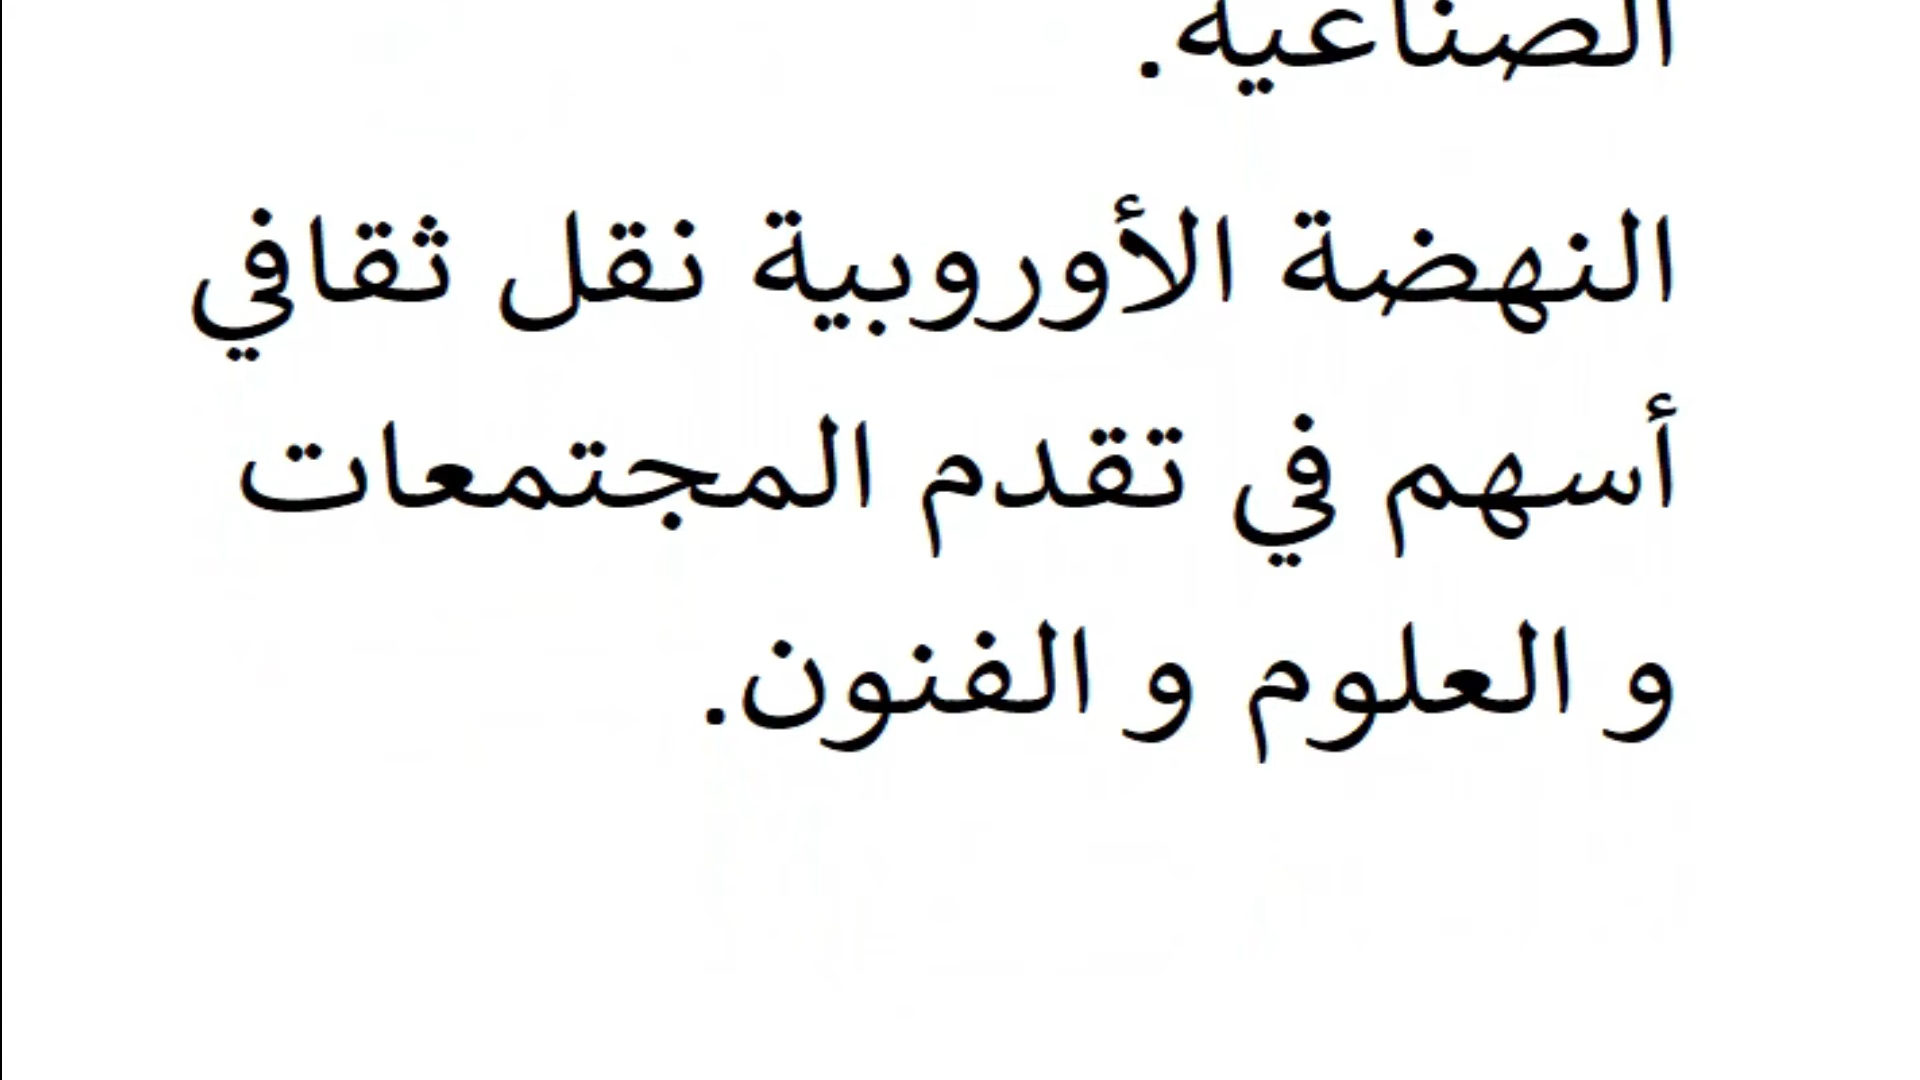 الصناعية.
النهضة الأوروبية نقل ثقافي
أسهم في تقدم المجتمعات
و العلوم و الفنون.